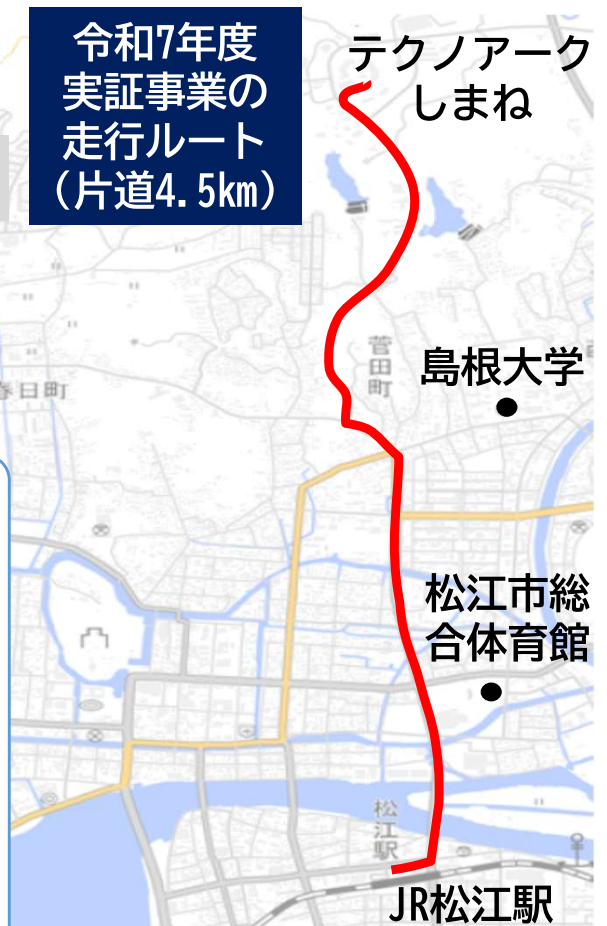 令和7年度
実証事業の
走行ルート
(片道4.5km)
テクノアーク
しまね
菅田町
島根大学
春日町
松江市総
合体育館
松江駅
JR松江駅